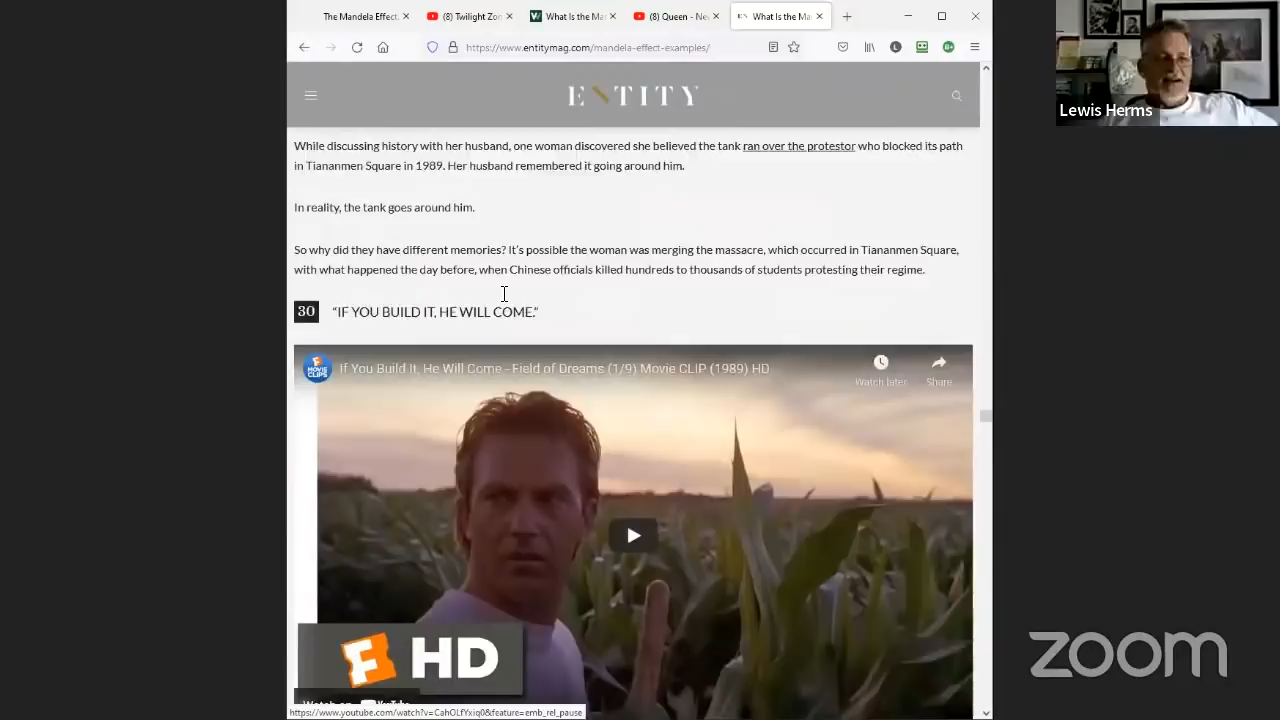 The Mandela Effect.
(8) Twilight Zon
What Is the Mar
(8) Queen - Nev
What Is the Ma
https://www.entitymag.com/mandela-effect-examples/
ENTITY
Lewis Herms
While discussing history with her husband, one woman discovered she believed the tank ran over the protestor who blocked its path
in Tiananmen Square in 1989. Her husband remembered it going around him.
In reality, the tank goes around him.
So why did they have different memories? It's possible the woman was merging the massacre, which occurred in Tiananmen Square,
with what happened the day before, when Chinese officials killed hundreds to thousands of students protesting their regime.
30 "IF YOU BUILD IT, HE WILL COME."
MOVIE CLIPS
If You Build It, He Will Come - Field of Dreams (1/9) Movie CLIP (1989) HD
Watch later
Share
HD
Watch on YouTube
https://www.youtube.com/watch?v=CahOLfYxiq0&feature=emb_rel_pause
zoom